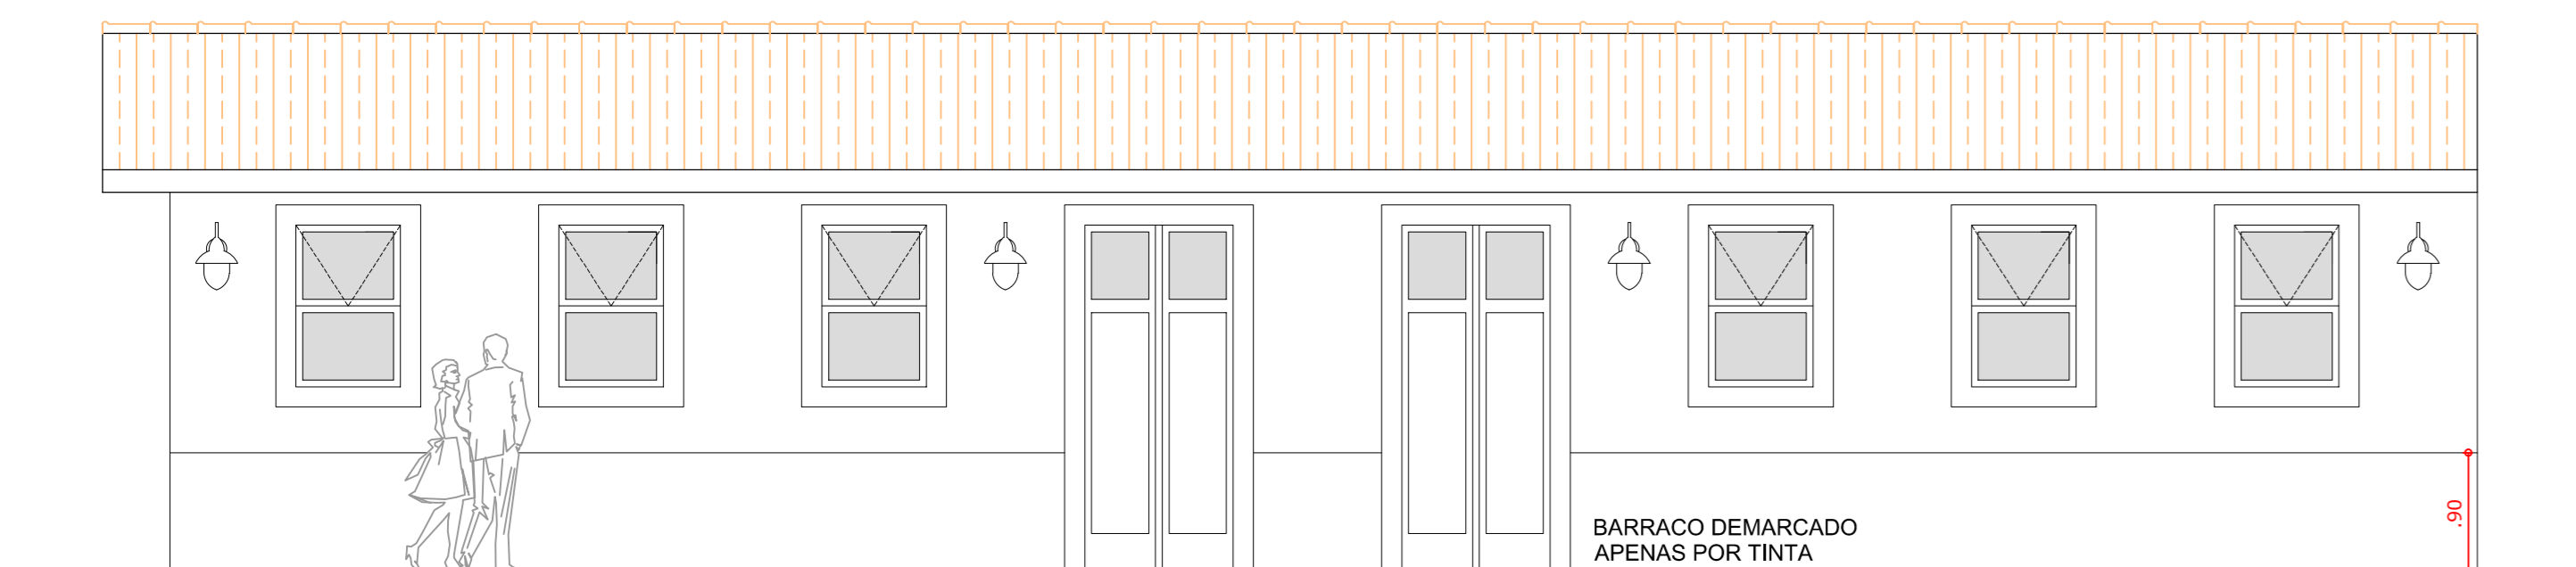 BARRACO DEMARCADO
APENAS POR TINTA
.90